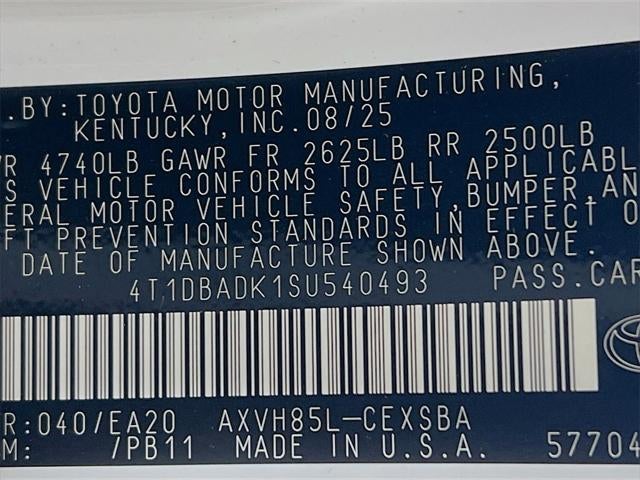 .BY:TOYOTA MOTOR MANUFACTURING,
KENTUCKY,INC. 08/25
4740LB GAWR FR 2625LB RR 2500LB
VEHICLE CONFORMS TO ALL APPLICABL
MOTOR VEHICLE SAFETY,BUMPER,AN
PREVENTION STANDARDS IN EFFECT O
DATE OF MANUFACTURE SHOWN ABOVE.
4T1DBADK1SU540493 PASS.CAR
R:040/EA20 AXVH85L-CEXSBA
M: /PB11 MADE IN U.S.A. 57704